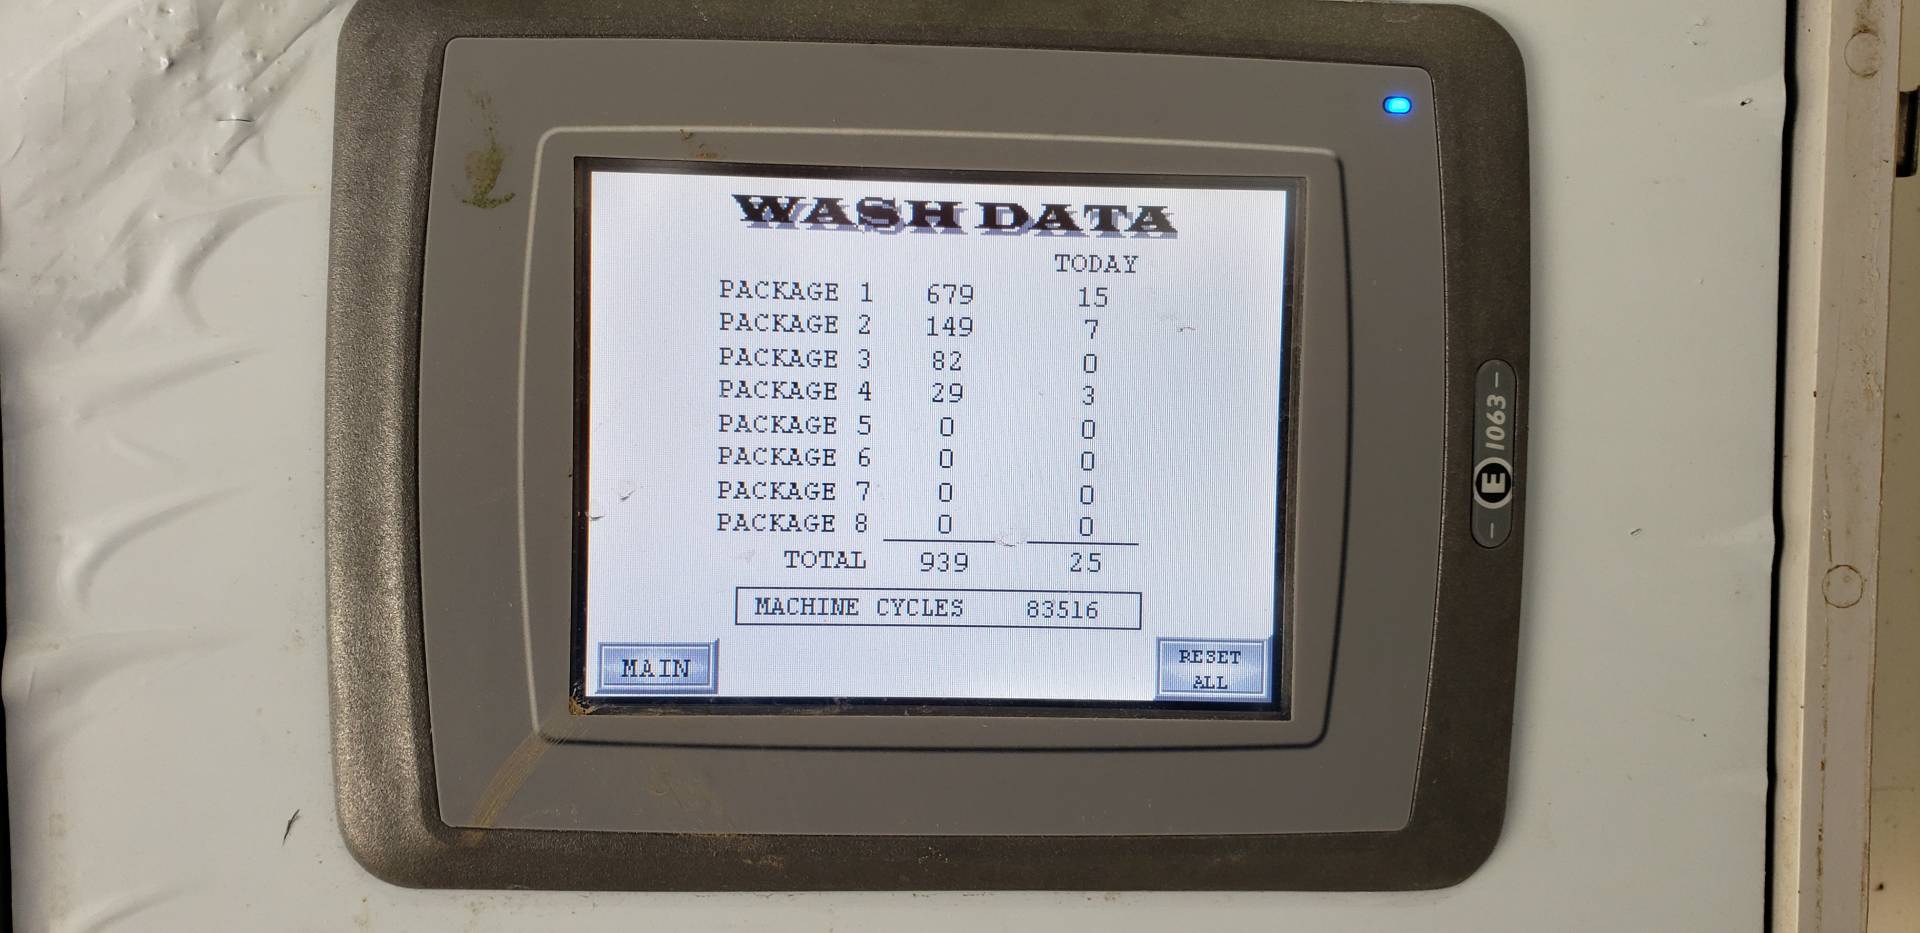 WASH DATA
TODAY
PACKAGE 1 679 15
PACKAGE 2 149 7
PACKAGE 3 82 0
PACKAGE 4 29 3
PACKAGE 5 0 0
PACKAGE 6 0 0
PACKAGE 7 0 0
PACKAGE 8 0 0
TOTAL 939 25
MACHINE CYCLES 83516
MAIN
RESET
ALL
E 1063